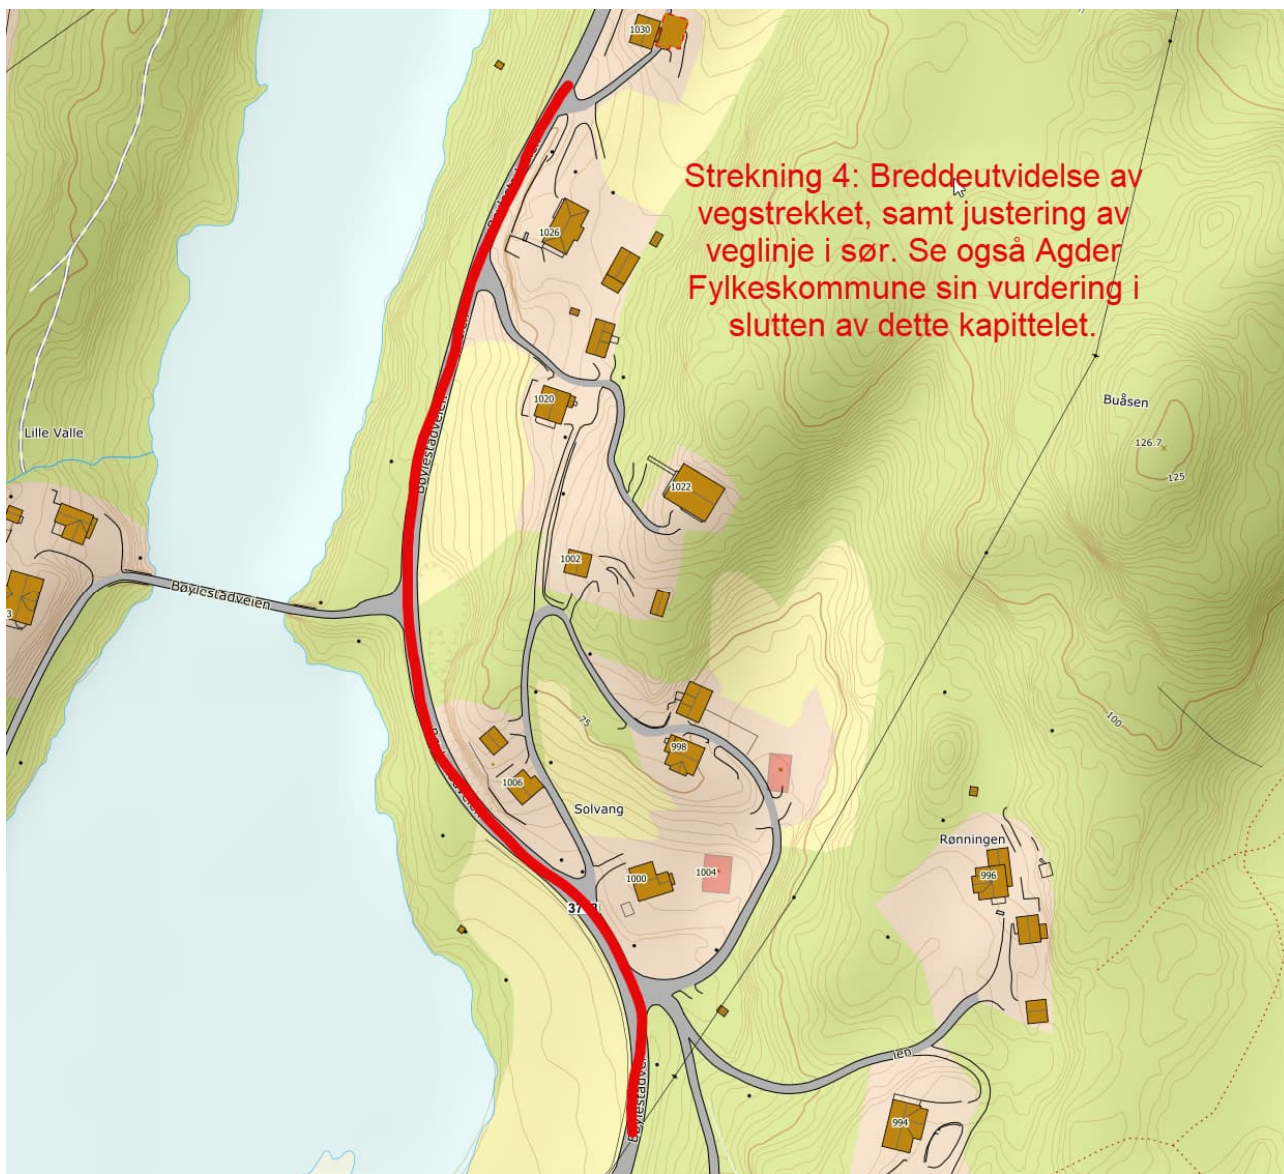 1030
Strekning 4: Breddeutvidelse av
vegstrekket, samt justering av
veglinje i sør. Se også Agder
Fylkeskommune sin vurdering i
slutten av dette kapittelet.
1026
1020
Buåsen
126.7
125
Lille Valle
Bøylestadveien
1022
1002
Bøylestadveien
75
100
998
1006
Solvang
Rønningen
1000
1004
996
ien
994